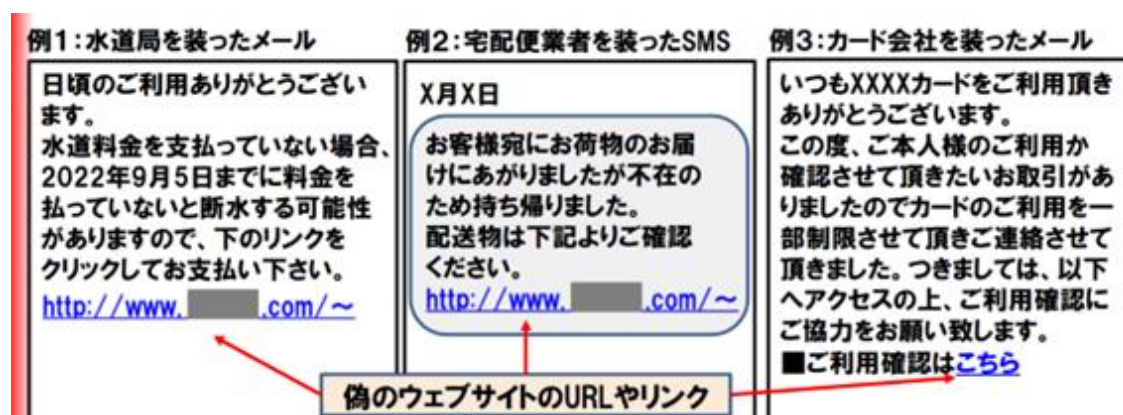 例1：水道局を装ったメール
日頃のご利用ありがとうござい
ます。
水道料金を支払っていない場合、
2022年9月5日までに料金を
払っていないと断水する可能性
がありますので、下のリンクを
クリックしてお支払い下さい。
http://www. .com/～
例2：宅配便業者を装ったSMS
X月X日
お客様宛にお荷物のお届
けにあがりましたが不在の
ため持ち帰りました。
配送物は下記よりご確認
ください。
http://www. .com/～
例3：カード会社を装ったメール
いつもXXXXカードをご利用頂き
ありがとうございます。
この度、ご本人様のご利用か
確認させて頂きたいお取引があ
りましたのでカードのご利用を一
部制限させて頂きご連絡させて
頂きました。つきましては、以下
へアクセスの上、ご利用確認に
ご協力をお願い致します。
■ご利用確認はこちら
偽のウェブサイトのURLやリンク